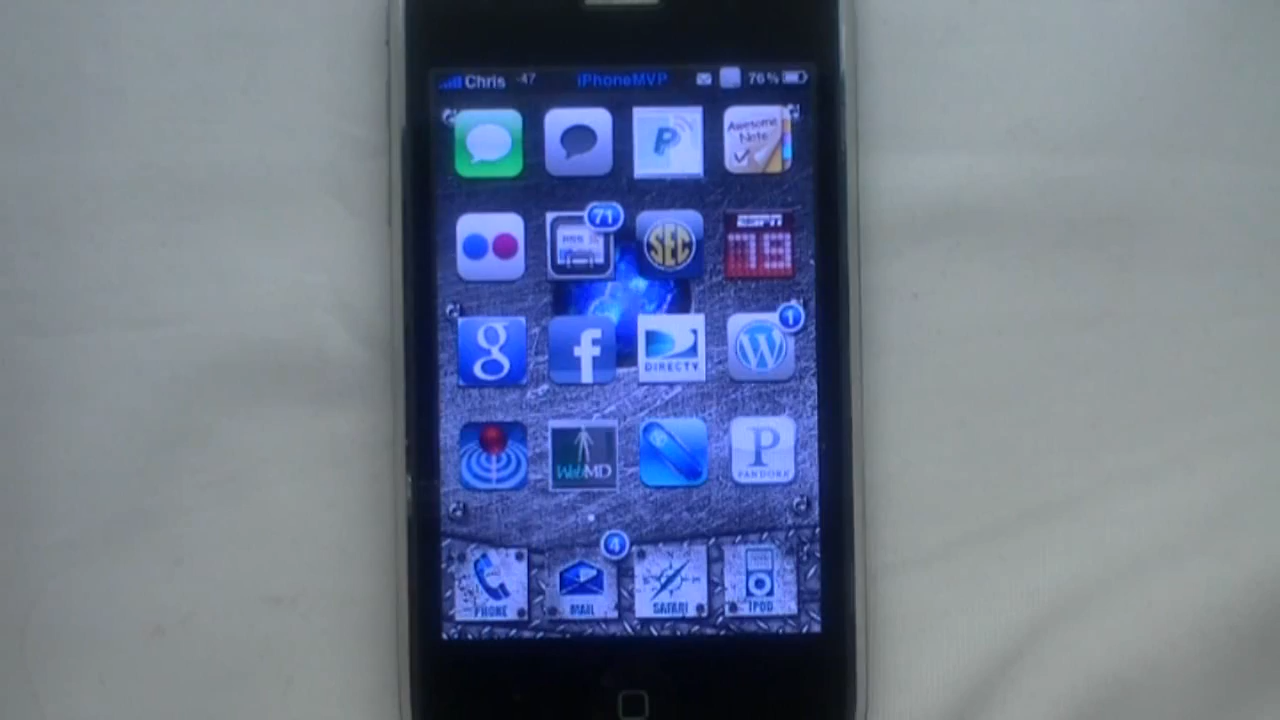 Chris -47 iPhoneMVP 76%
P Awesome Note
71 SEC ESPN
g f DIRECTV W 1
WebMD P PANDORA
4
PHONE MAIL SAFARI IPOD